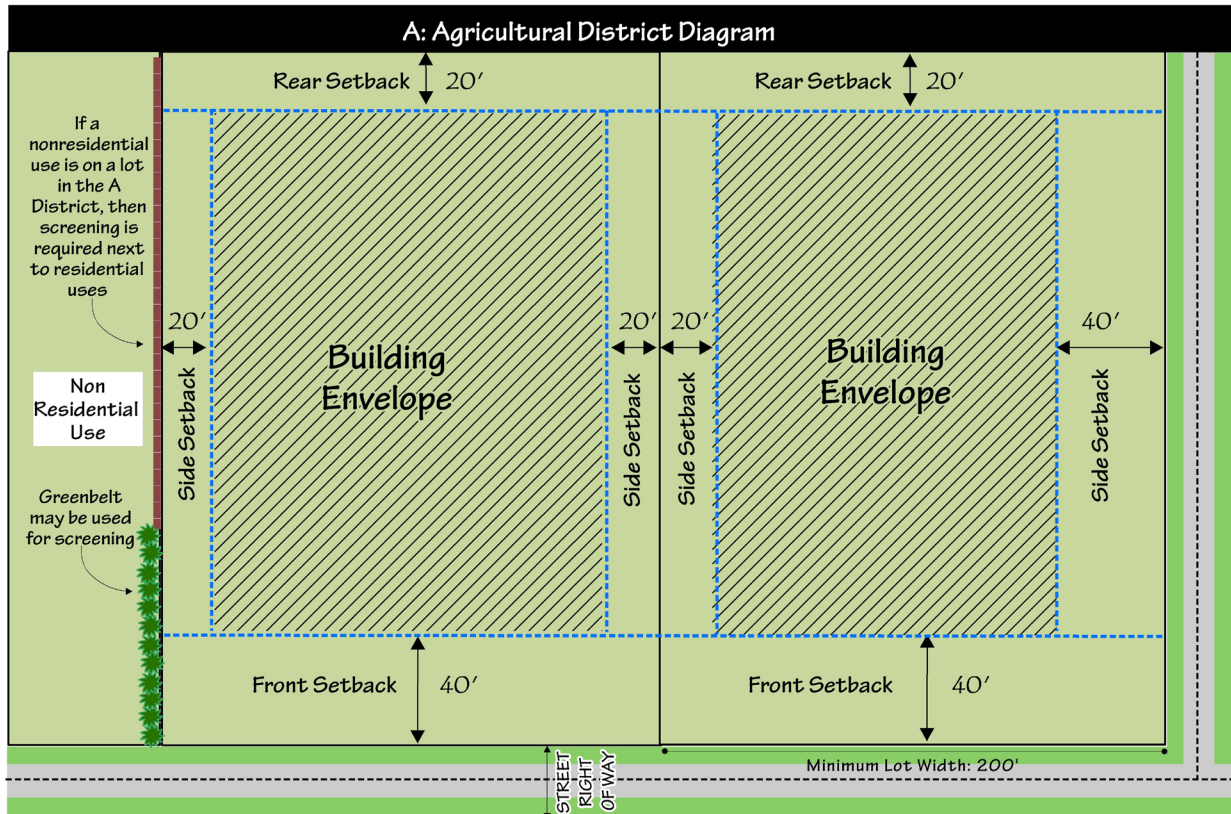 A: Agricultural District Diagram
Rear Setback 20'
Rear Setback 20'
If a
nonresidential
use is on a lot
in the A
District, then
screening is
required next
to residential
uses
20'
20'
20'
40'
Building
Envelope
Building
Envelope
Side Setback
Side Setback
Side Setback
Side Setback
Non
Residential
Use
Greenbelt
may be used
for screening
Front Setback 40'
Front Setback 40'
STREET
RIGHT
OF WAY
Minimum Lot Width: 200'